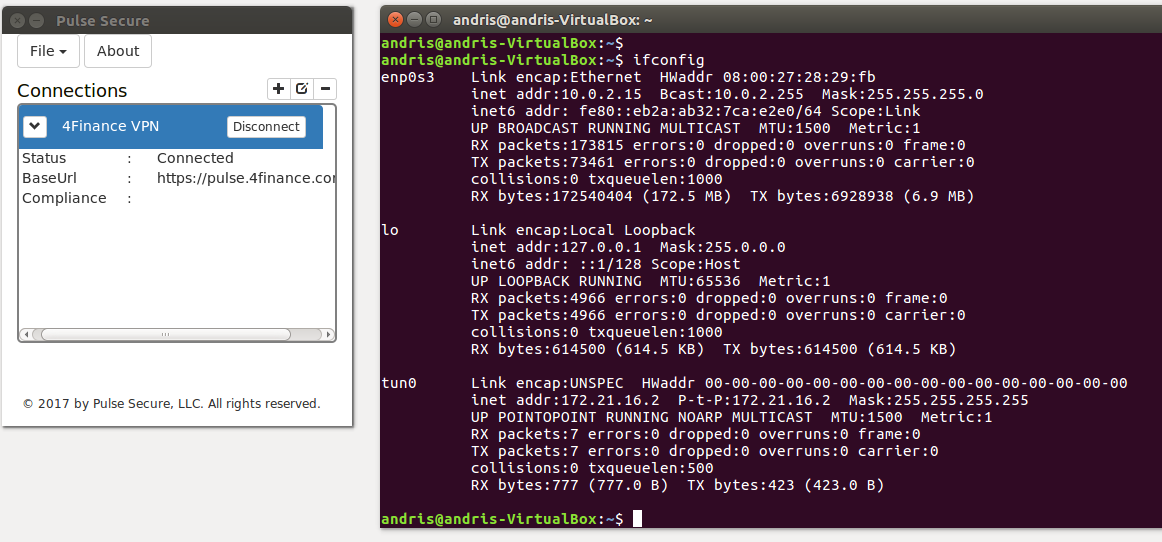 Pulse Secure
File
About
Connections
4Finance VPN
Disconnect
Status : Connected
BaseUrl : https://pulse.4finance.co
Compliance :
© 2017 by Pulse Secure, LLC. All rights reserved.
andris@andris-VirtualBox: ~
andris@andris-VirtualBox:~$
andris@andris-VirtualBox:~$ ifconfig
enp0s3 Link encap:Ethernet HWaddr 08:00:27:28:29:fb
inet addr:10.0.2.15 Bcast:10.0.2.255 Mask:255.255.255.0
inet6 addr: fe80::eb2a:ab32:7ca:e2e0/64 Scope:Link
UP BROADCAST RUNNING MULTICAST MTU:1500 Metric:1
RX packets:173815 errors:0 dropped:0 overruns:0 frame:0
TX packets:73461 errors:0 dropped:0 overruns:0 carrier:0
collisions:0 txqueuelen:1000
RX bytes:172540404 (172.5 MB) TX bytes:6928938 (6.9 MB)
lo Link encap:Local Loopback
inet addr:127.0.0.1 Mask:255.0.0.0
inet6 addr: ::1/128 Scope:Host
UP LOOPBACK RUNNING MTU:65536 Metric:1
RX packets:4966 errors:0 dropped:0 overruns:0 frame:0
TX packets:4966 errors:0 dropped:0 overruns:0 carrier:0
collisions:0 txqueuelen:1000
RX bytes:614500 (614.5 KB) TX bytes:614500 (614.5 KB)
tun0 Link encap:UNSPEC HWaddr 00-00-00-00-00-00-00-00-00-00-00-00-00-00-00-00
inet addr:172.21.16.2 P-t-P:172.21.16.2 Mask:255.255.255.255
UP POINTOPOINT RUNNING NOARP MULTICAST MTU:1500 Metric:1
RX packets:7 errors:0 dropped:0 overruns:0 frame:0
TX packets:7 errors:0 dropped:0 overruns:0 carrier:0
collisions:0 txqueuelen:500
RX bytes:777 (777.0 B) TX bytes:423 (423.0 B)
andris@andris-VirtualBox:~$